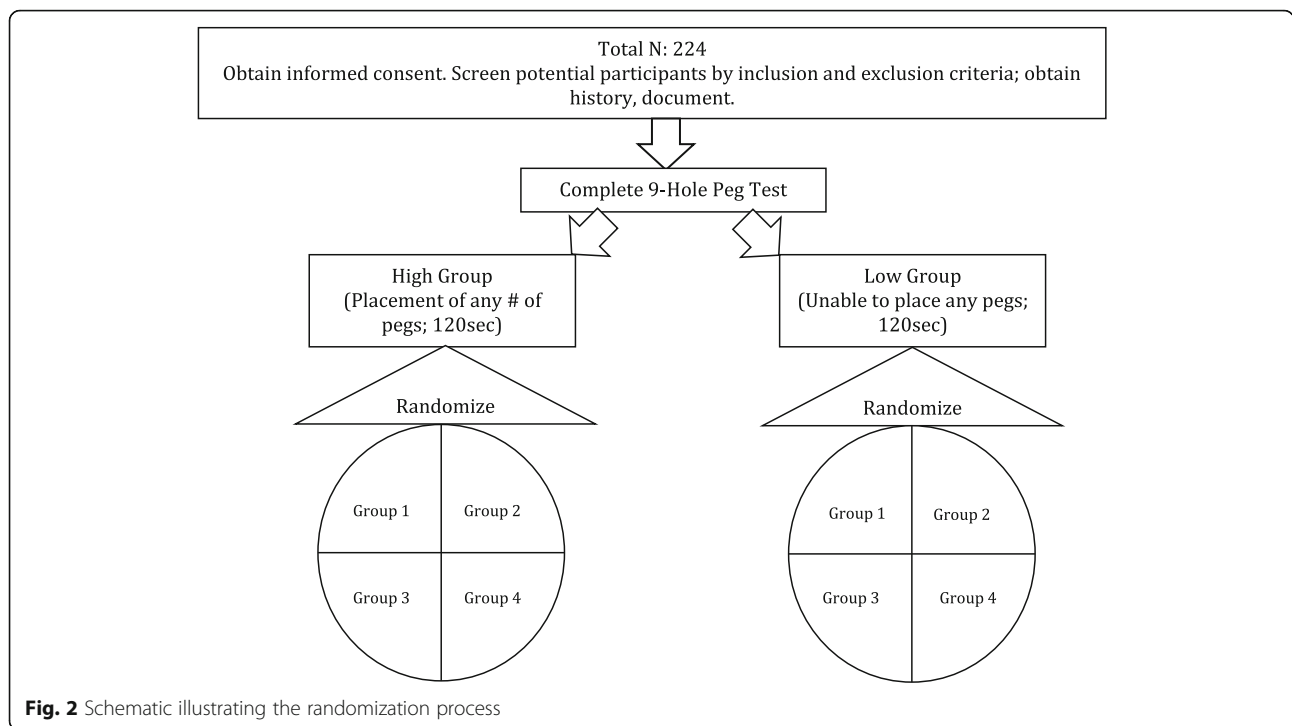 Total N: 224
Obtain informed consent. Screen potential participants by inclusion and exclusion criteria; obtain
history, document.
Complete 9-Hole Peg Test
High Group
(Placement of any # of
pegs; 120sec)
Low Group
(Unable to place any pegs;
120sec)
Randomize
Randomize
Group 1
Group 2
Group 3
Group 4
Group 1
Group 2
Group 3
Group 4
Fig. 2 Schematic illustrating the randomization process